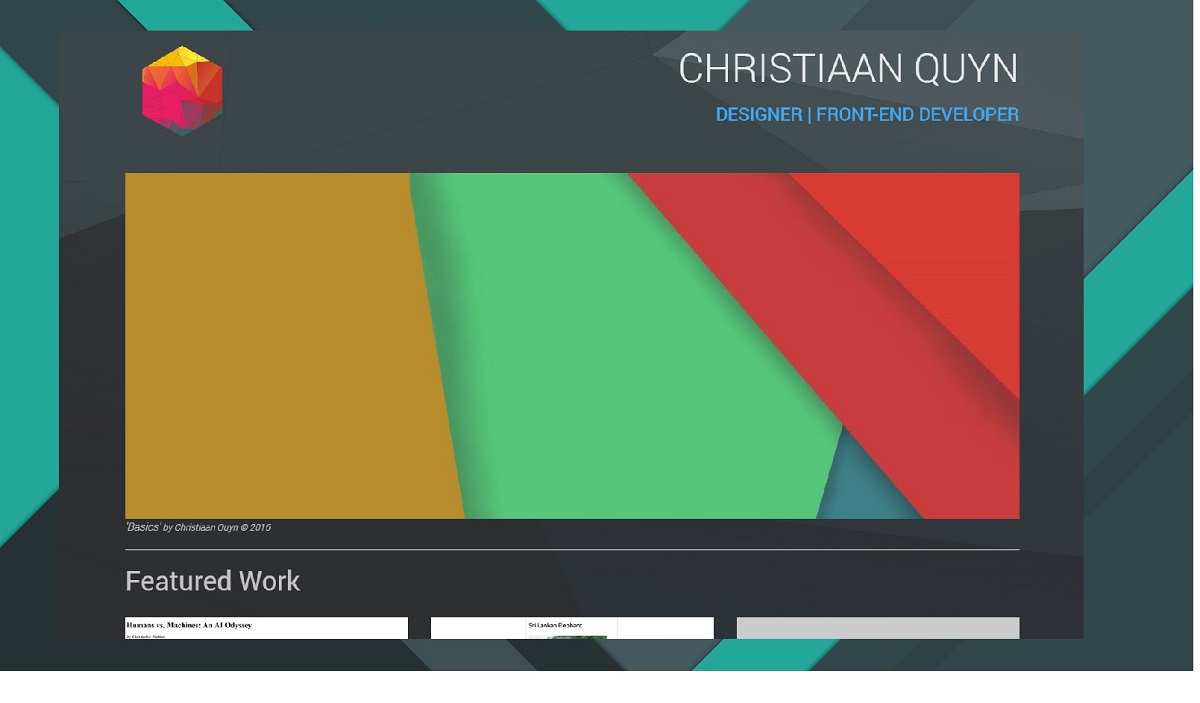 CHRISTIAAN QUYN
DESIGNER | FRONT-END DEVELOPER
'Basics' by Christiaan Quyn © 2016
Featured Work
Humans vs. Machines: An AI Odyssey
Sri Lankan Elephant